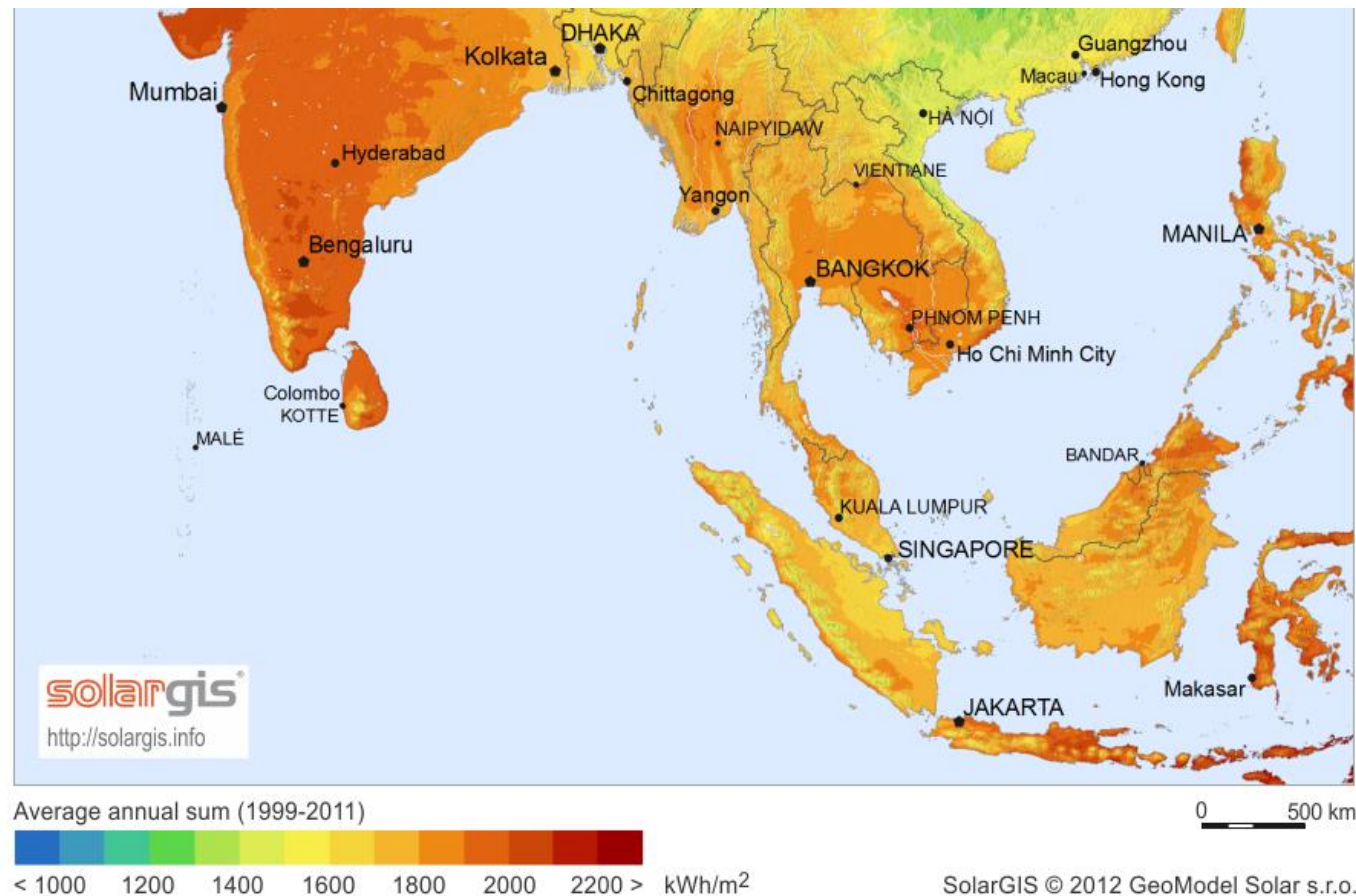 DHAKA
Kolkata
Guangzhou
Macau
Hong Kong
Mumbai
Chittagong
HÀ NỘI
NAIPYIDAW
Hyderabad
VIENTIANE
Yangon
MANILA
Bengaluru
BANGKOK
PHNOM PENH
Ho Chi Minh City
Colombo
KOTTE
MALÉ
BANDAR
KUALA LUMPUR
SINGAPORE
Makasar
JAKARTA
solargis®
http://solargis.info
Average annual sum (1999-2011)
0 500 km
< 1000 1200 1400 1600 1800 2000 2200 > kWh/m²
SolarGIS © 2012 GeoModel Solar s.r.o.